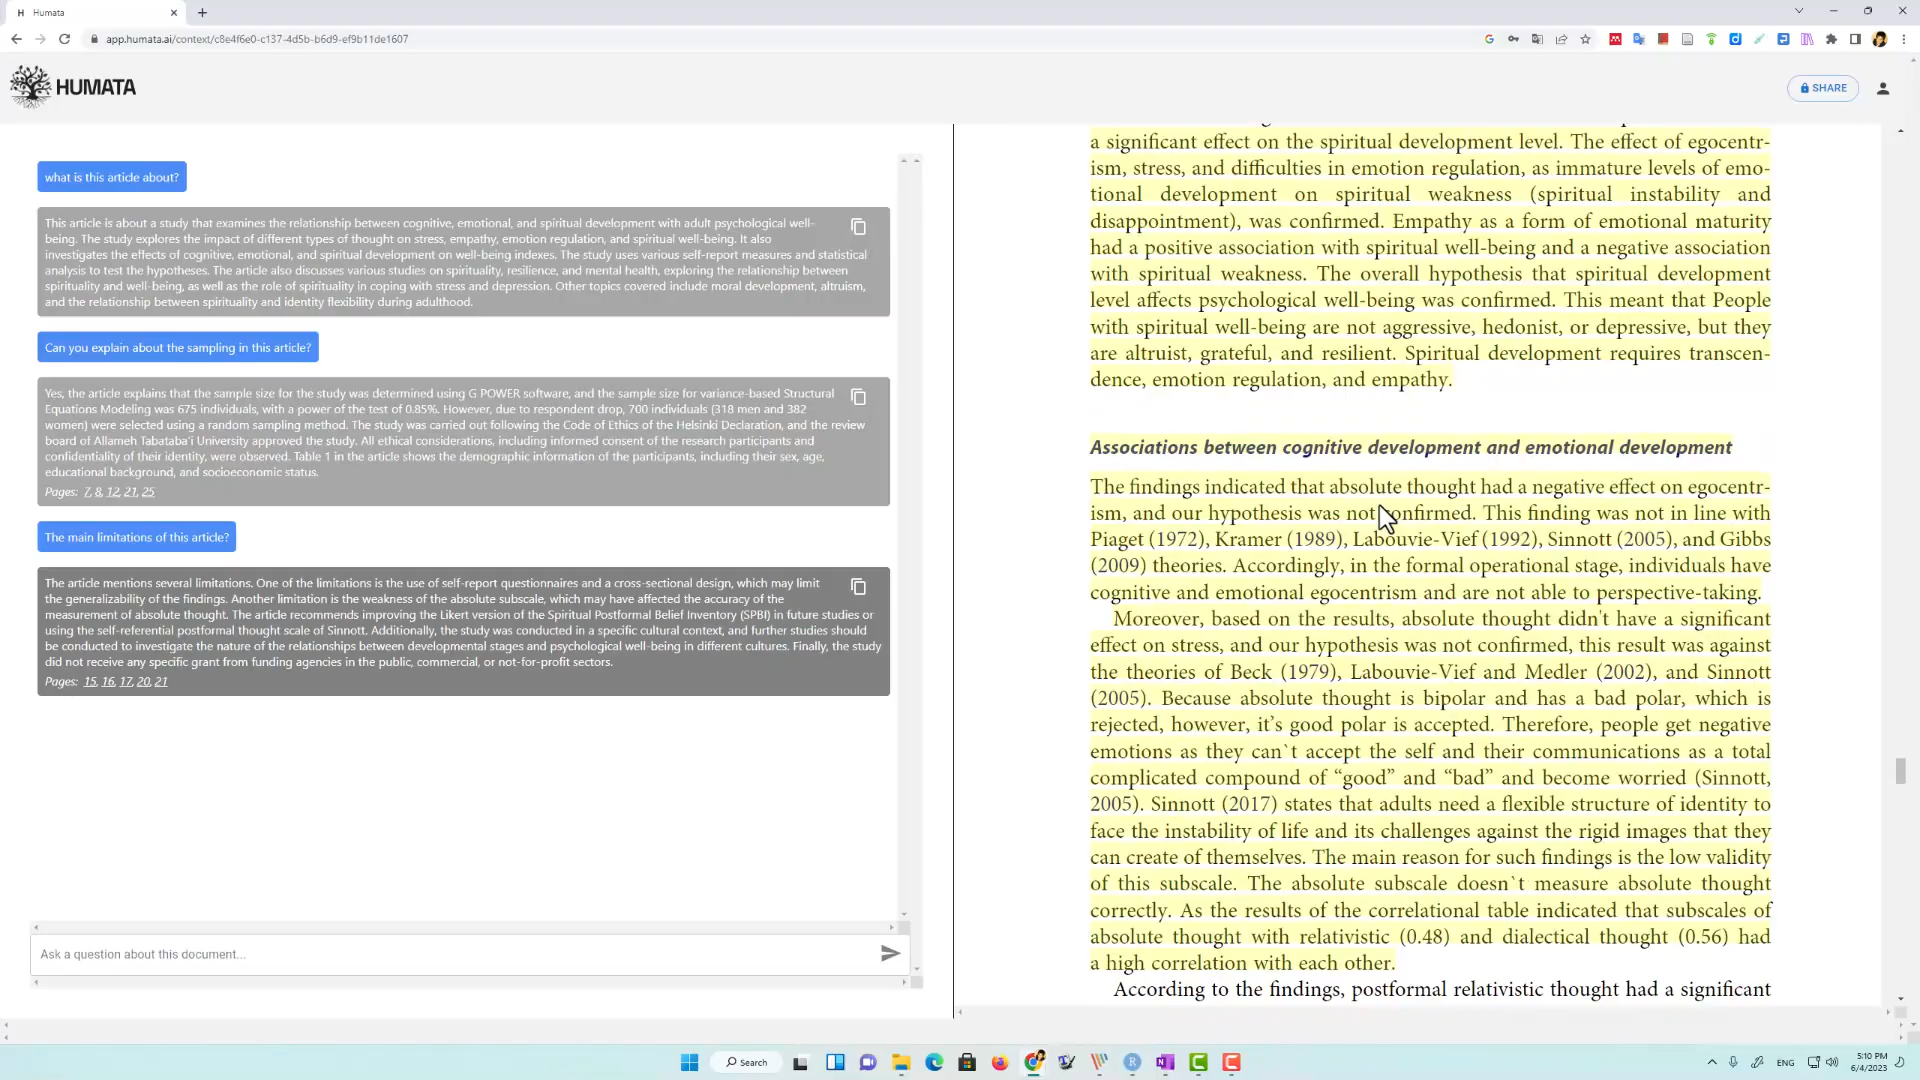 Humata
app.humata.ai/context/c8e4f6e0-c137-4d5b-b6d9-ef9b11de1607
HUMATA
SHARE
what is this article about?
This article is about a study that examines the relationship between cognitive, emotional, and spiritual development with adult psychological well-
being. The study explores the impact of different types of thought on stress, empathy, emotion regulation, and spiritual well-being. It also
investigates the effects of cognitive, emotional, and spiritual development on well-being indexes. The study uses various self-report measures and statistical
analysis to test the hypotheses. The article also discusses various studies on spirituality, resilience, and mental health, exploring the relationship between
spirituality and well-being, as well as the role of spirituality in coping with stress and depression. Other topics covered include moral development, altruism,
and the relationship between spirituality and identity flexibility during adulthood.
Can you explain about the sampling in this article?
Yes, the article explains that the sample size for the study was determined using G POWER software, and the sample size for variance-based Structural
Equations Modeling was 675 individuals, with a power of the test of 0.85%. However, due to respondent drop, 700 individuals (318 men and 382
women) were selected using a random sampling method. The study was carried out following the Code of Ethics of the Helsinki Declaration, and the review
board of Allameh Tabataba'i University approved the study. All ethical considerations, including informed consent of the research participants and
confidentiality of their identity, were observed. Table 1 in the article shows the demographic information of the participants, including their sex, age,
educational background, and socioeconomic status.
Pages: 7, 8, 12, 21, 25
The main limitations of this article?
The article mentions several limitations. One of the limitations is the use of self-report questionnaires and a cross-sectional design, which may limit
the generalizability of the findings. Another limitation is the weakness of the absolute subscale, which may have affected the accuracy of the
measurement of absolute thought. The article recommends improving the Likert version of the Spiritual Postformal Belief Inventory (SPBI) in future studies or
using the self-referential postformal thought scale of Sinnott. Additionally, the study was conducted in a specific cultural context, and further studies should
be conducted to investigate the nature of the relationships between developmental stages and psychological well-being in different cultures. Finally, the study
did not receive any specific grant from funding agencies in the public, commercial, or not-for-profit sectors.
Pages: 15, 16, 17, 20, 21
Ask a question about this document...
a significant effect on the spiritual development level. The effect of egocentr-
ism, stress, and difficulties in emotion regulation, as immature levels of emo-
tional development on spiritual weakness (spiritual instability and
disappointment), was confirmed. Empathy as a form of emotional maturity
had a positive association with spiritual well-being and a negative association
with spiritual weakness. The overall hypothesis that spiritual development
level affects psychological well-being was confirmed. This meant that People
with spiritual well-being are not aggressive, hedonist, or depressive, but they
are altruist, grateful, and resilient. Spiritual development requires transcen-
dence, emotion regulation, and empathy.
Associations between cognitive development and emotional development
The findings indicated that absolute thought had a negative effect on egocentr-
ism, and our hypothesis was not confirmed. This finding was not in line with
Piaget (1972), Kramer (1989), Labouvie-Vief (1992), Sinnott (2005), and Gibbs
(2009) theories. Accordingly, in the formal operational stage, individuals have
cognitive and emotional egocentrism and are not able to perspective-taking.
Moreover, based on the results, absolute thought didn't have a significant
effect on stress, and our hypothesis was not confirmed, this result was against
the theories of Beck (1979), Labouvie-Vief and Medler (2002), and Sinnott
(2005). Because absolute thought is bipolar and has a bad polar, which is
rejected, however, it's good polar is accepted. Therefore, people get negative
emotions as they can`t accept the self and their communications as a total
complicated compound of “good” and “bad” and become worried (Sinnott,
2005). Sinnott (2017) states that adults need a flexible structure of identity to
face the instability of life and its challenges against the rigid images that they
can create of themselves. The main reason for such findings is the low validity
of this subscale. The absolute subscale doesn`t measure absolute thought
correctly. As the results of the correlational table indicated that subscales of
absolute thought with relativistic (0.48) and dialectical thought (0.56) had
a high correlation with each other.
According to the findings, postformal relativistic thought had a significant
Search
ENG
5:10 PM
6/4/2023